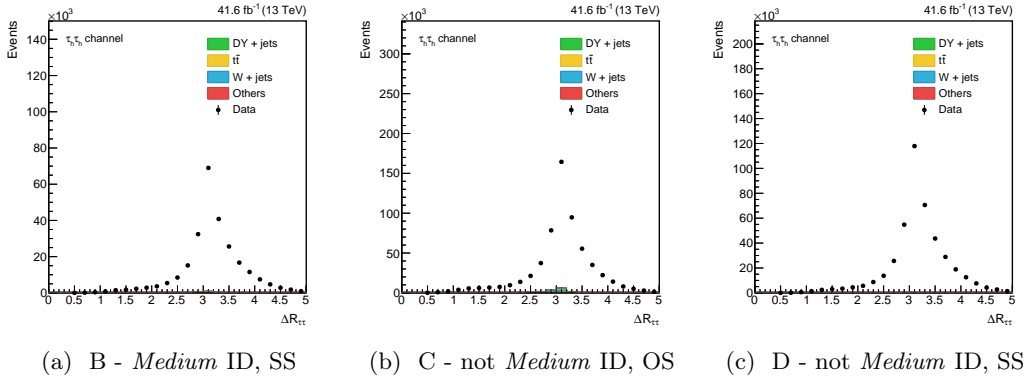 ×10³ 41.6 fb⁻¹ (13 TeV)
Events
τₕτₕ channel
DY + jets
tt̄
W + jets
Others
Data
140
120
100
80
60
40
20
0
0 0.5 1 1.5 2 2.5 3 3.5 4 4.5 5
ΔR_ττ
(a) B - Medium ID, SS
×10³ 41.6 fb⁻¹ (13 TeV)
Events
τₕτₕ channel
DY + jets
tt̄
W + jets
Others
Data
350
300
250
200
150
100
50
0
0 0.5 1 1.5 2 2.5 3 3.5 4 4.5 5
ΔR_ττ
(b) C - not Medium ID, OS
×10³ 41.6 fb⁻¹ (13 TeV)
Events
τₕτₕ channel
DY + jets
tt̄
W + jets
Others
Data
200
180
160
140
120
100
80
60
40
20
0
0 0.5 1 1.5 2 2.5 3 3.5 4 4.5 5
ΔR_ττ
(c) D - not Medium ID, SS